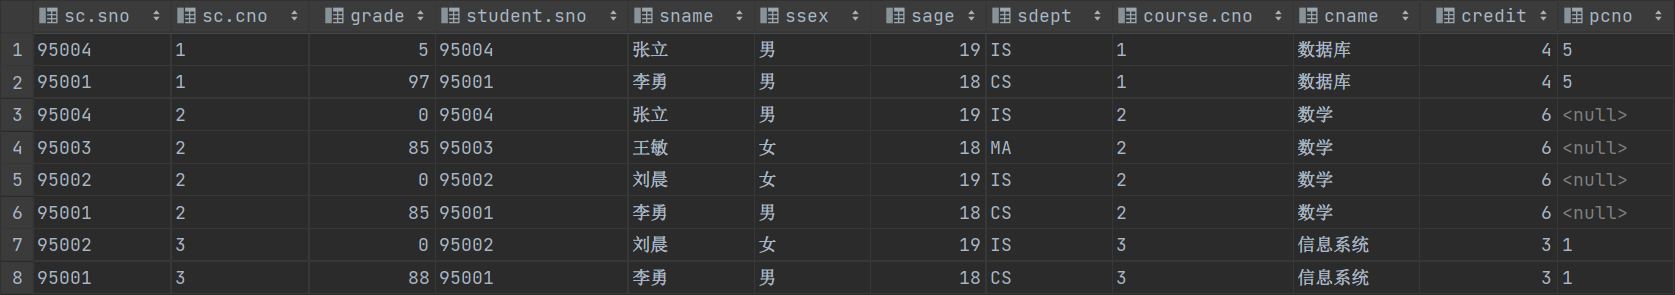 sc.sno sc.cno grade student.sno sname ssex sage sdept course.cno cname credit pcno
1 95004 1 5 95004 张立 男 19 IS 1 数据库 4 5
2 95001 1 97 95001 李勇 男 18 CS 1 数据库 4 5
3 95004 2 0 95004 张立 男 19 IS 2 数学 6 <null>
4 95003 2 85 95003 王敏 女 18 MA 2 数学 6 <null>
5 95002 2 0 95002 刘晨 女 19 IS 2 数学 6 <null>
6 95001 2 85 95001 李勇 男 18 CS 2 数学 6 <null>
7 95002 3 0 95002 刘晨 女 19 IS 3 信息系统 3 1
8 95001 3 88 95001 李勇 男 18 CS 3 信息系统 3 1